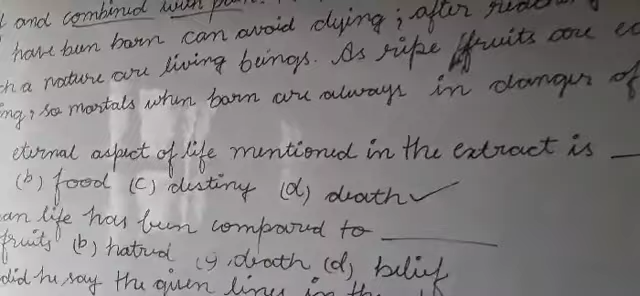 and combined with
have been born can avoid dying; after
a nature are living beings. As ripe fruits are
so mortals when born are always in danger of
eternal aspect of life mentioned in the extract is __
(b) food (c) destiny (d) death ✓
life has been compared to ______
fruits (b) hatred (c) death (d) belief
did he say the given lines in the